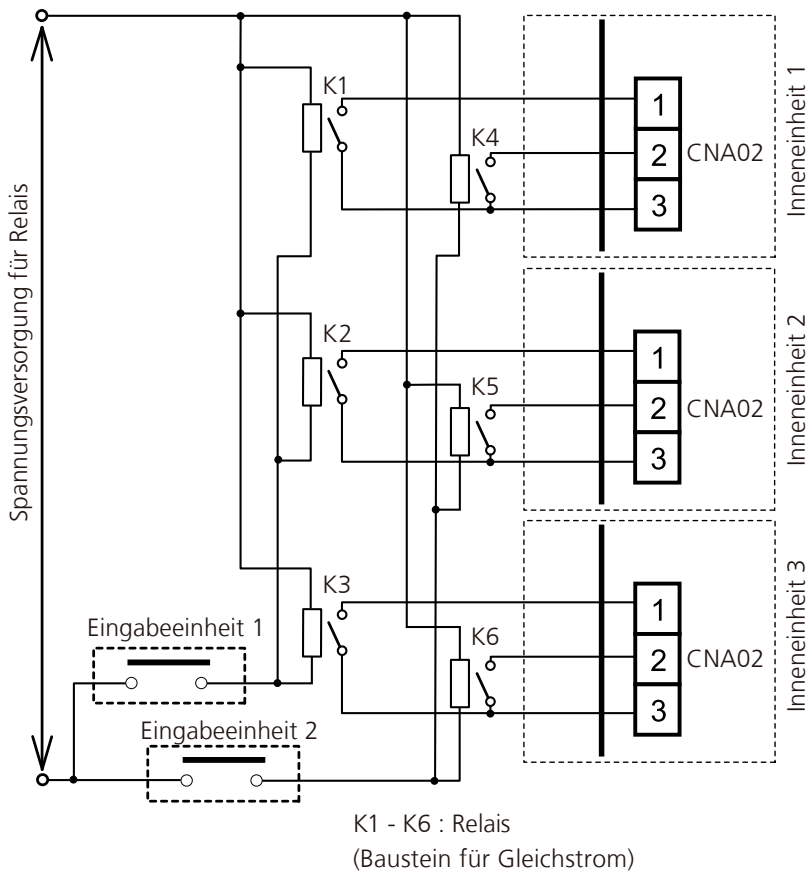 Spannungsversorgung für Relais
K1
K4
1
2
3
CNA02
Inneneinheit 1
K2
K5
1
2
3
CNA02
Inneneinheit 2
K3
K6
1
2
3
CNA02
Inneneinheit 3
Eingabeeinheit 1
Eingabeeinheit 2
K1 - K6 : Relais
(Baustein für Gleichstrom)